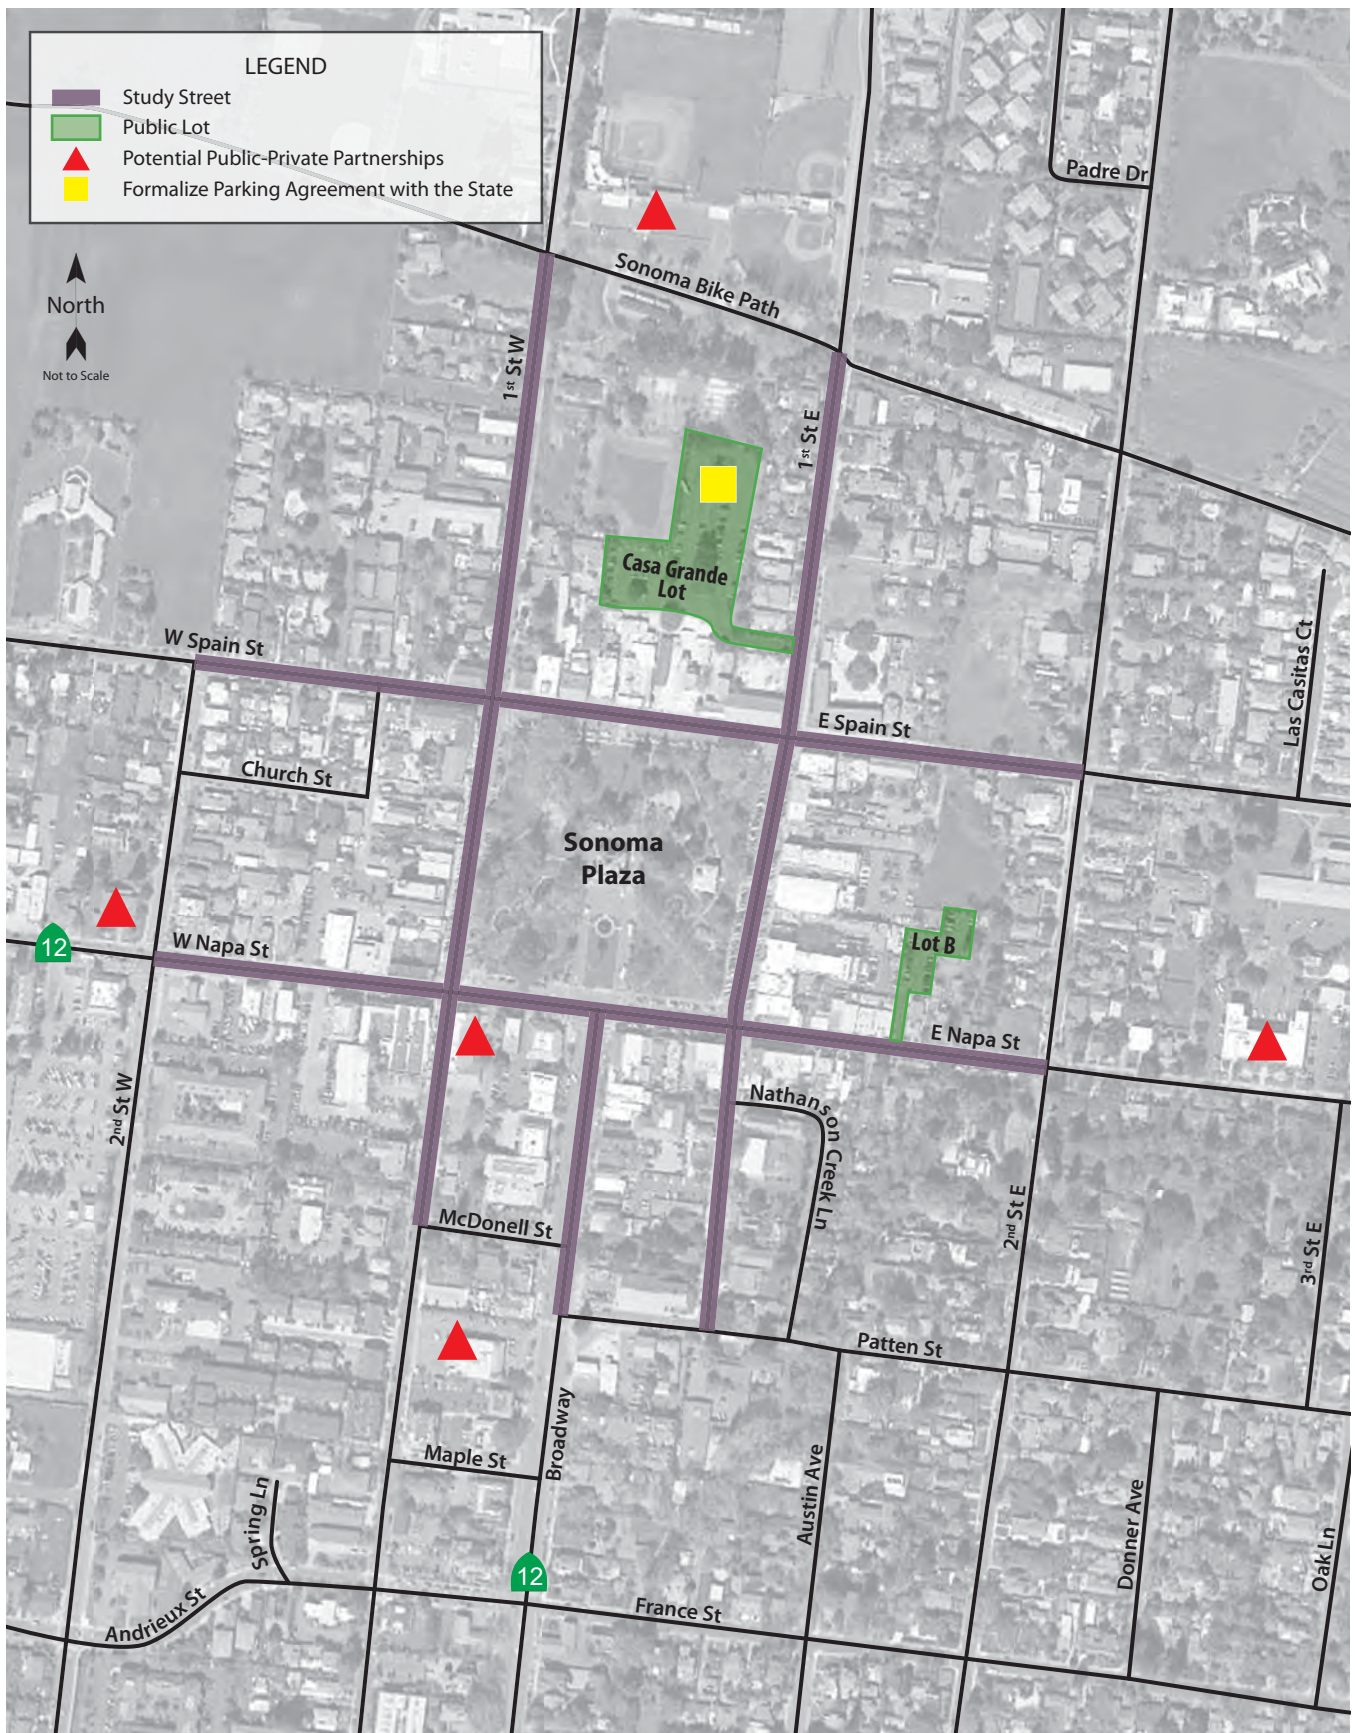 LEGEND
Study Street
Public Lot
Potential Public-Private Partnerships
Formalize Parking Agreement with the State
North
Not to Scale
Padre Dr
Sonoma Bike Path
1st St W
1st St E
Casa Grande
Lot
W Spain St
E Spain St
Las Casitas Ct
Church St
Sonoma
Plaza
12
W Napa St
Lot B
E Napa St
2nd St W
Nathanson Creek Ln
2nd St E
3rd St E
McDonell St
Patten St
Broadway
Maple St
Austin Ave
Spring Ln
Donner Ave
Oak Ln
12
Andrieux St
France St